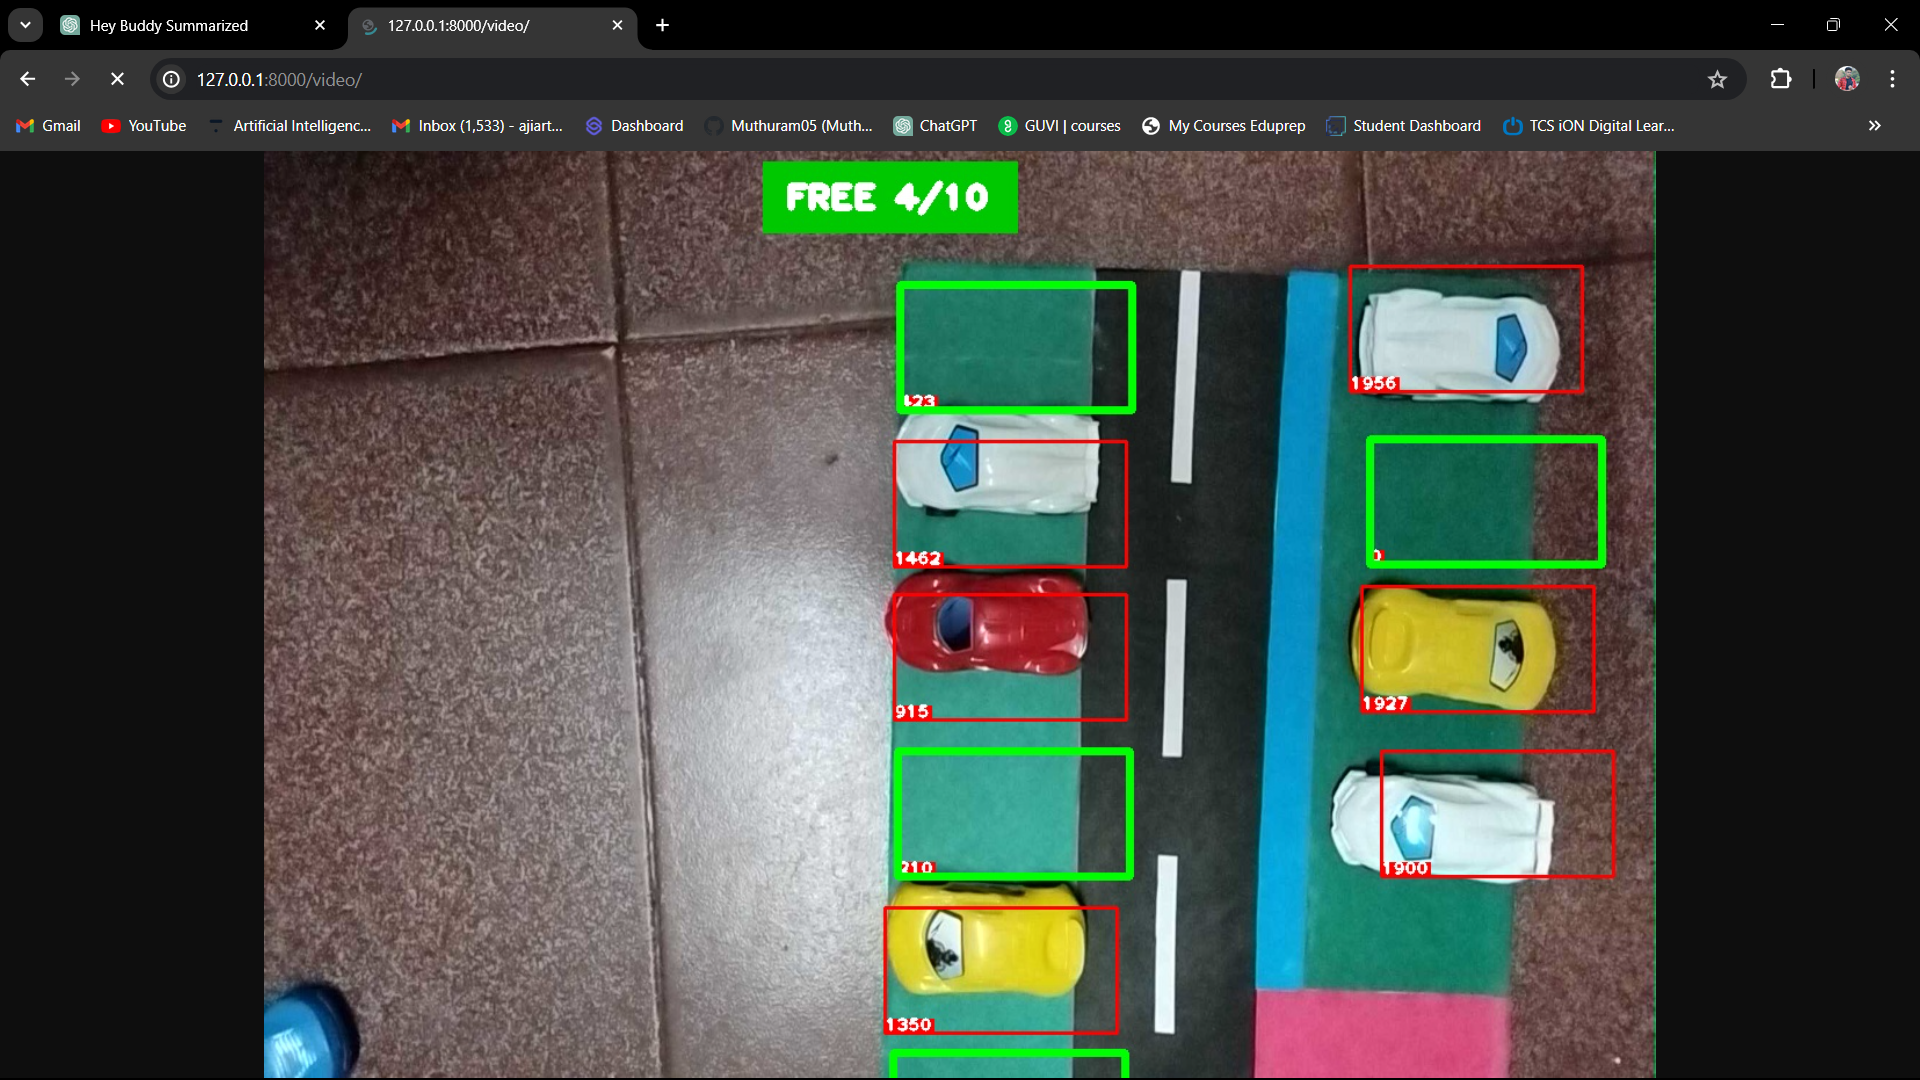 Hey Buddy Summarized
127.0.0.1:8000/video/
127.0.0.1:8000/video/
Gmail
YouTube
Artificial Intelligenc...
Inbox (1,533) - ajiart...
Dashboard
Muthuram05 (Muth...
ChatGPT
GUVI | courses
My Courses Eduprep
Student Dashboard
TCS iON Digital Lear...
FREE 4/10
1956
423
1462
0
915
1927
210
1900
1350